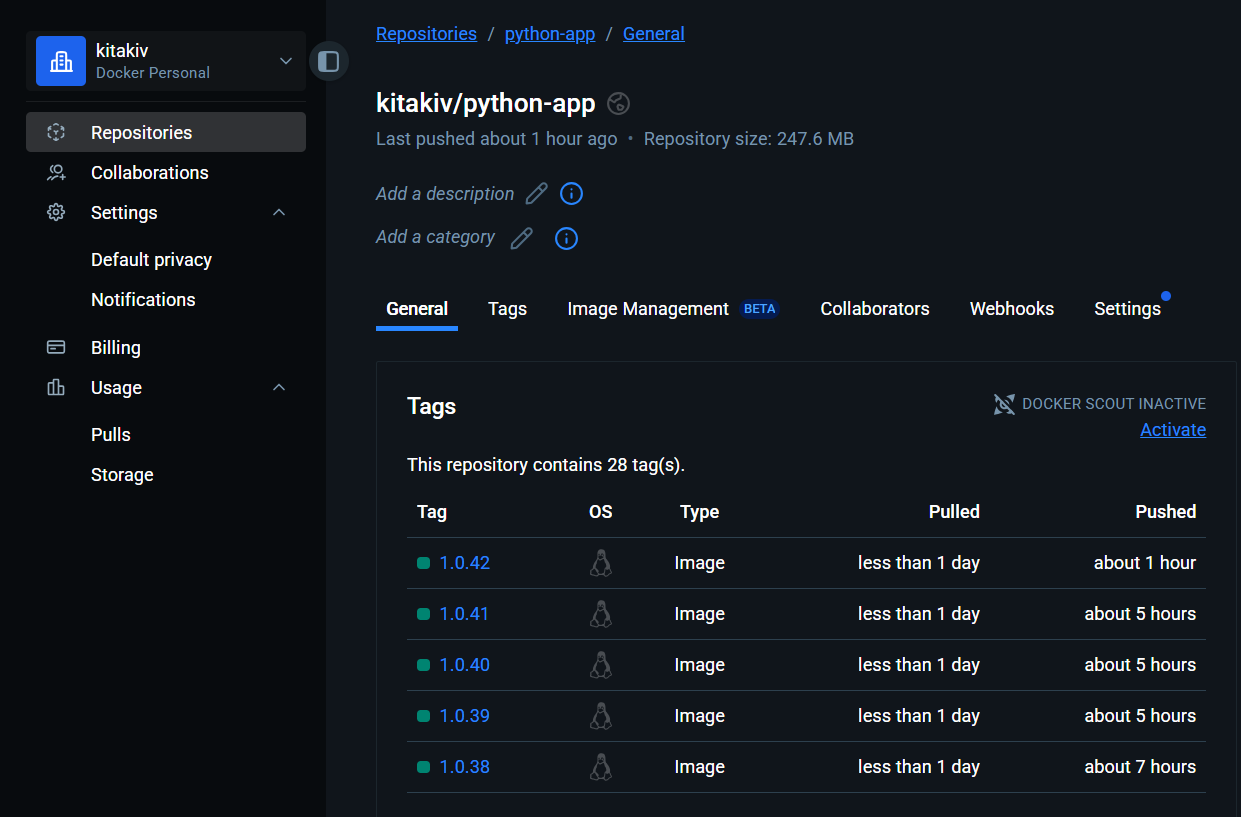 kitakiv
Docker Personal
Repositories
Collaborations
Settings
Default privacy
Notifications
Billing
Usage
Pulls
Storage
Repositories / python-app / General
kitakiv/python-app
Last pushed about 1 hour ago • Repository size: 247.6 MB
Add a description
Add a category
General Tags Image Management BETA Collaborators Webhooks Settings
Tags
DOCKER SCOUT INACTIVE
Activate
This repository contains 28 tag(s).
Tag OS Type Pulled Pushed
1.0.42 Image less than 1 day about 1 hour
1.0.41 Image less than 1 day about 5 hours
1.0.40 Image less than 1 day about 5 hours
1.0.39 Image less than 1 day about 5 hours
1.0.38 Image less than 1 day about 7 hours